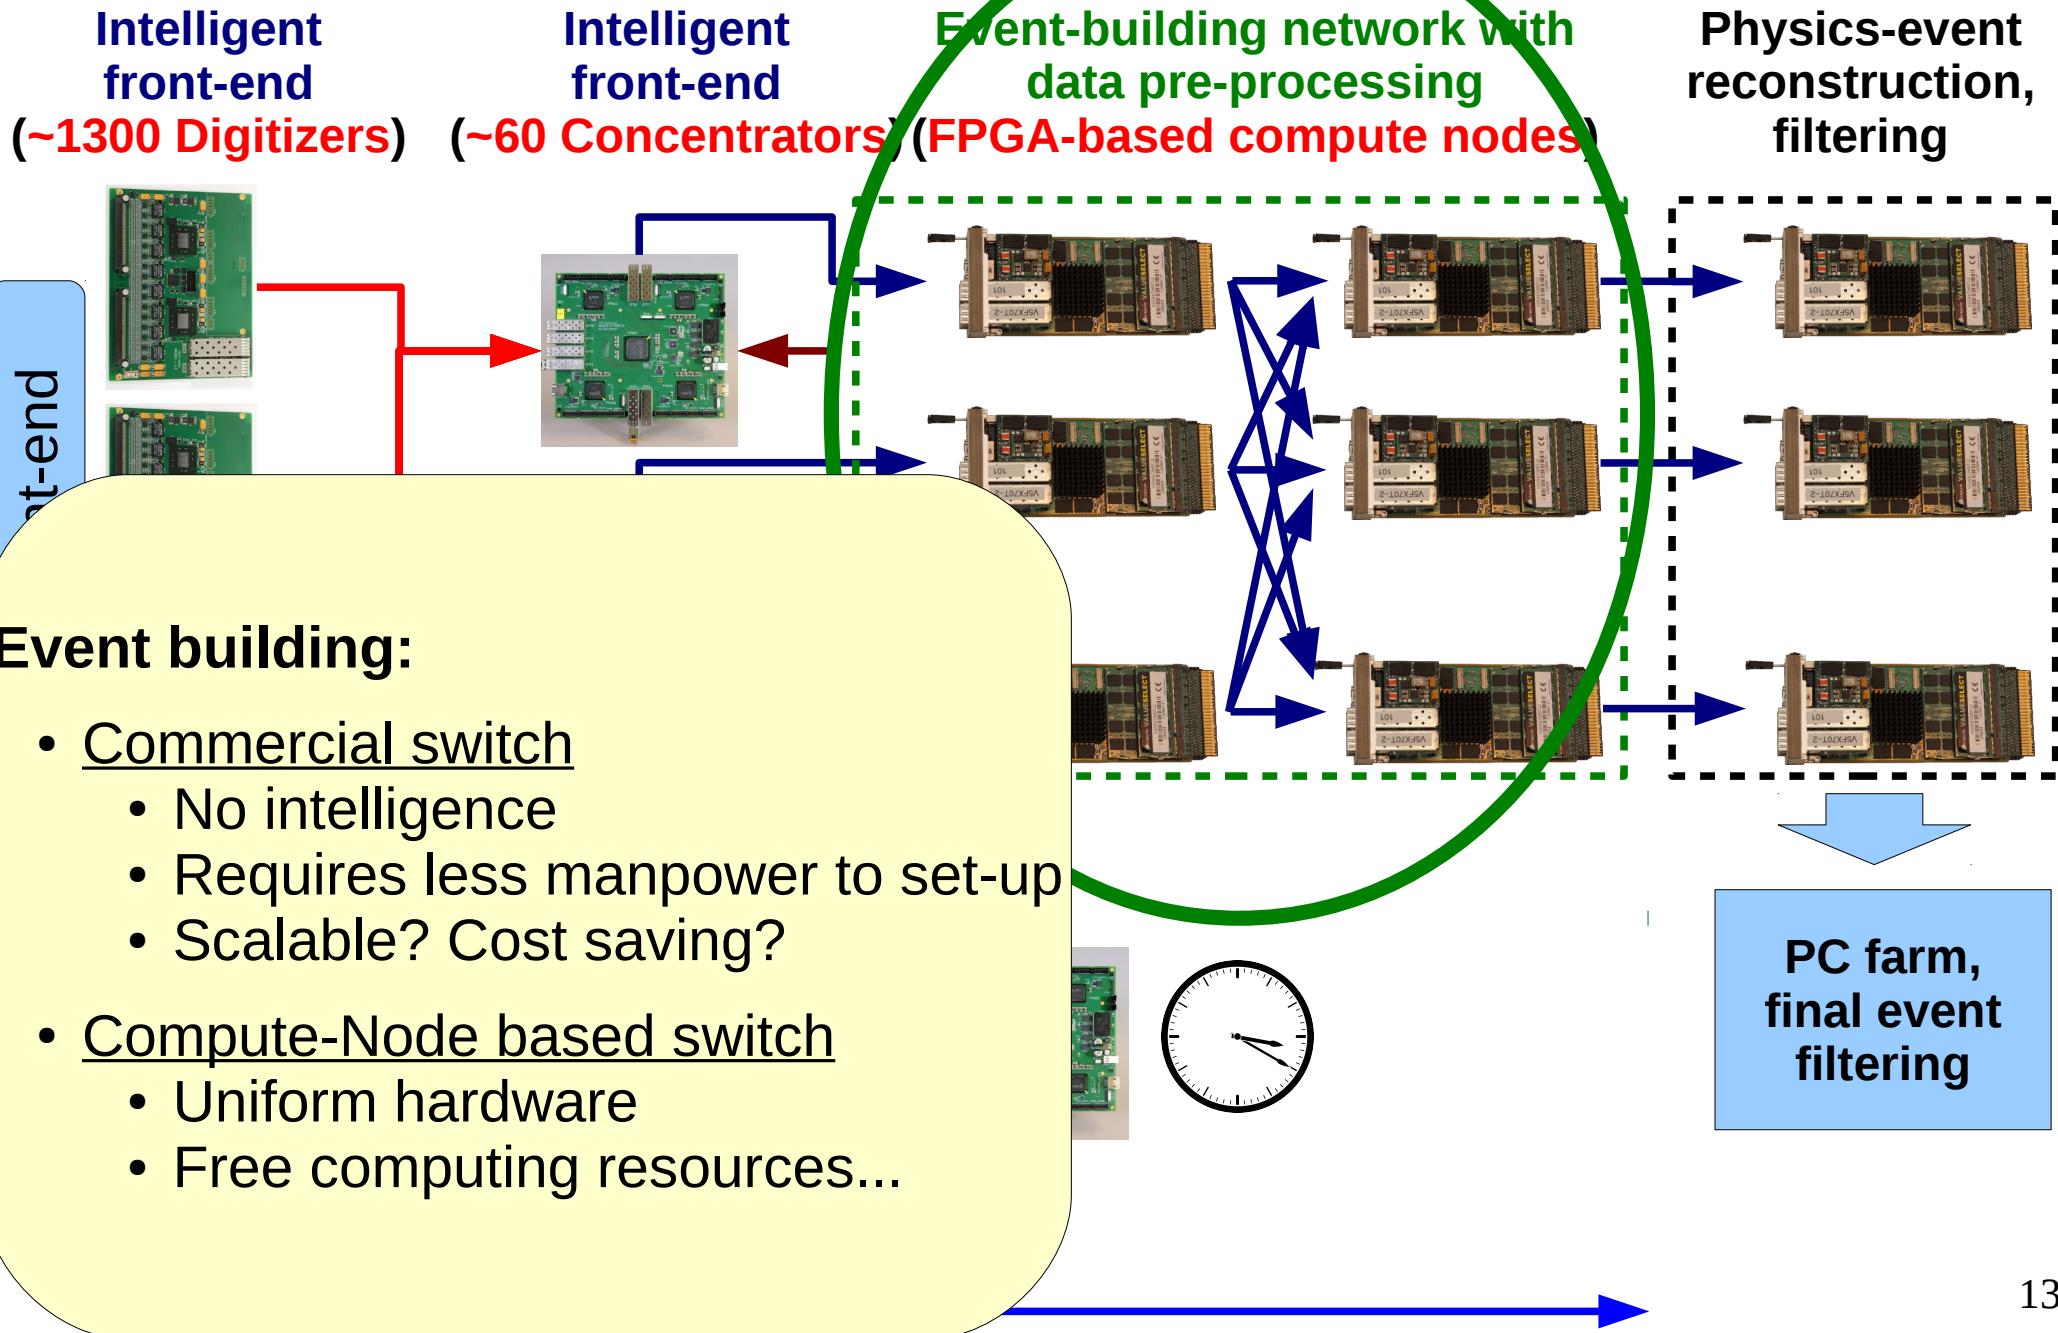 Intelligent
front-end
(~1300 Digitizers)
Intelligent
front-end
(~60 Concentrators)
Event-building network with
data pre-processing
(FPGA-based compute nodes)
Physics-event
reconstruction,
filtering
Event building:
• Commercial switch
• No intelligence
• Requires less manpower to set-up
• Scalable? Cost saving?
• Compute-Node based switch
• Uniform hardware
• Free computing resources...
PC farm,
final event
filtering
13